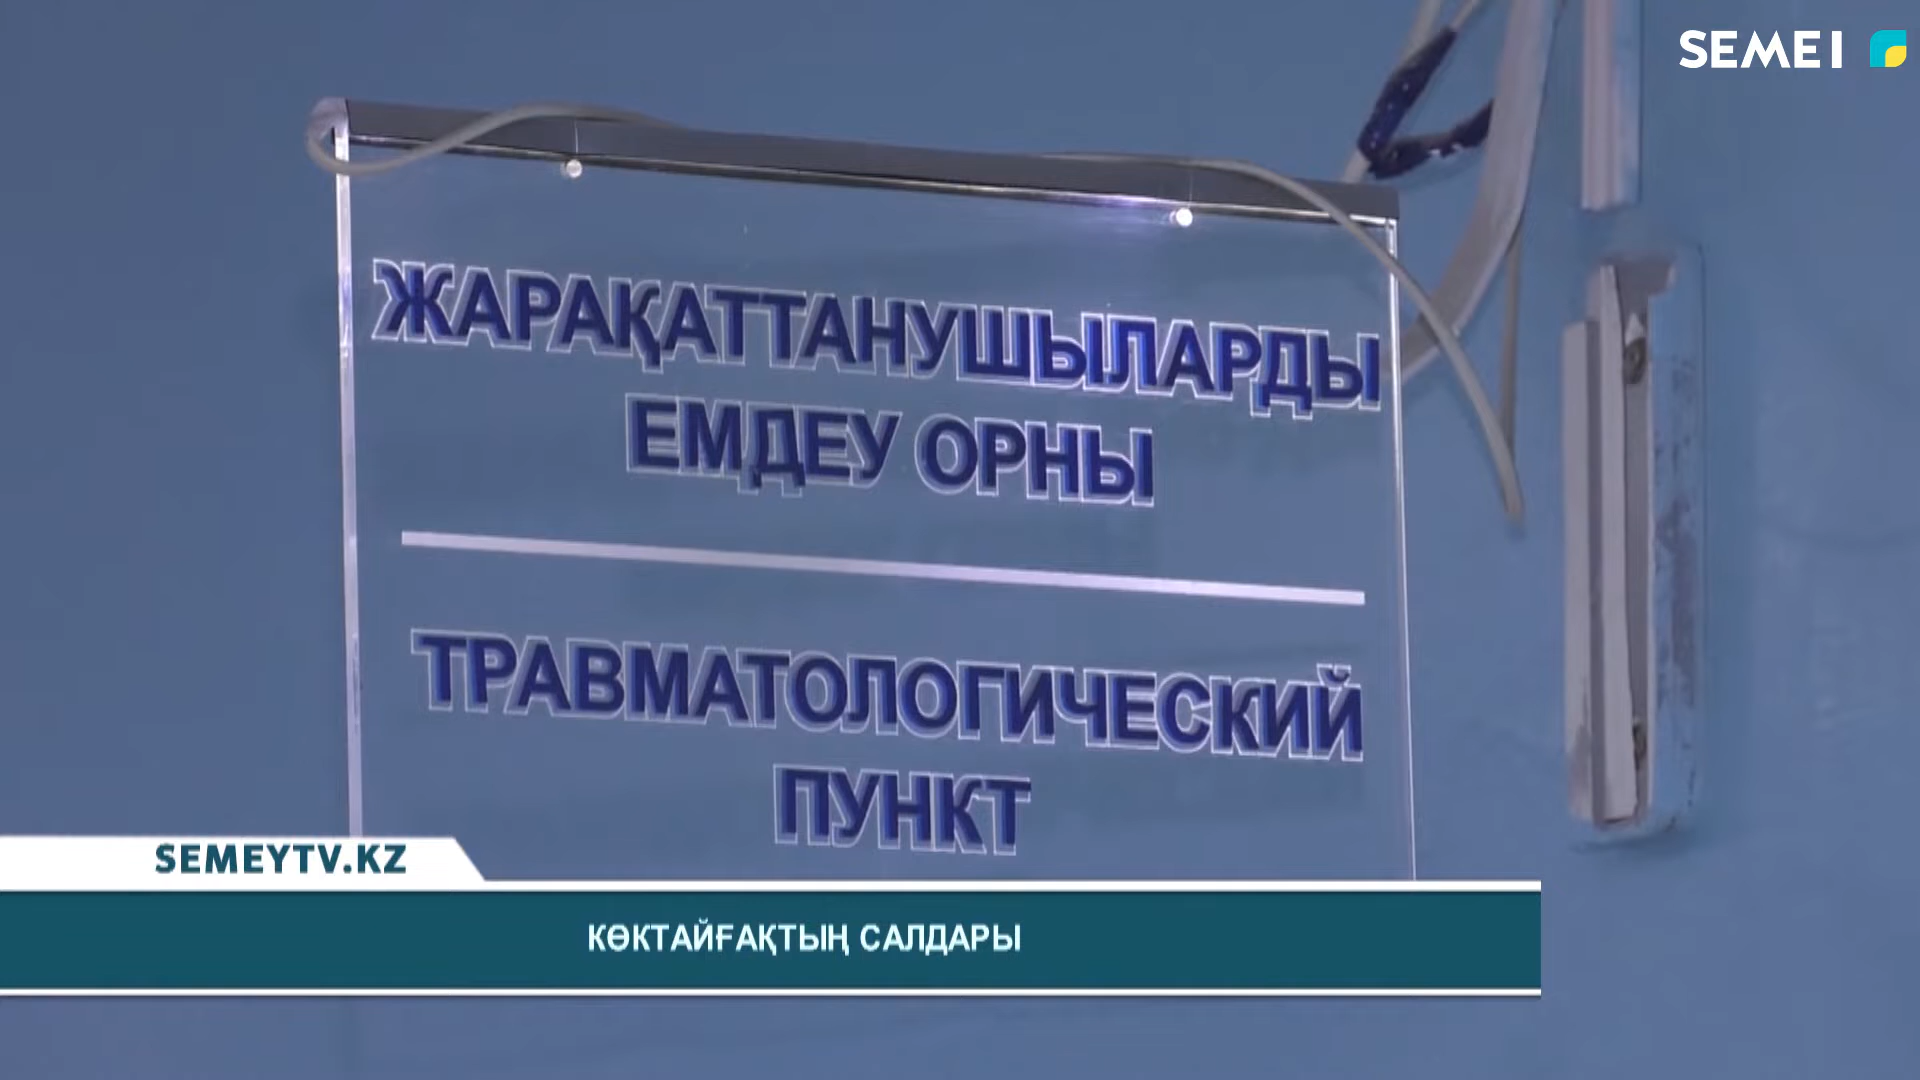 SEMEI
ЖАРАҚАТТАНУШЫЛАРДЫ
ЕМДЕУ ОРНЫ
ТРАВМАТОЛОГИЧЕСКИЙ
ПУНКТ
SEMEYTV.KZ
КӨКТАЙҒАҚТЫҢ САЛДАРЫ